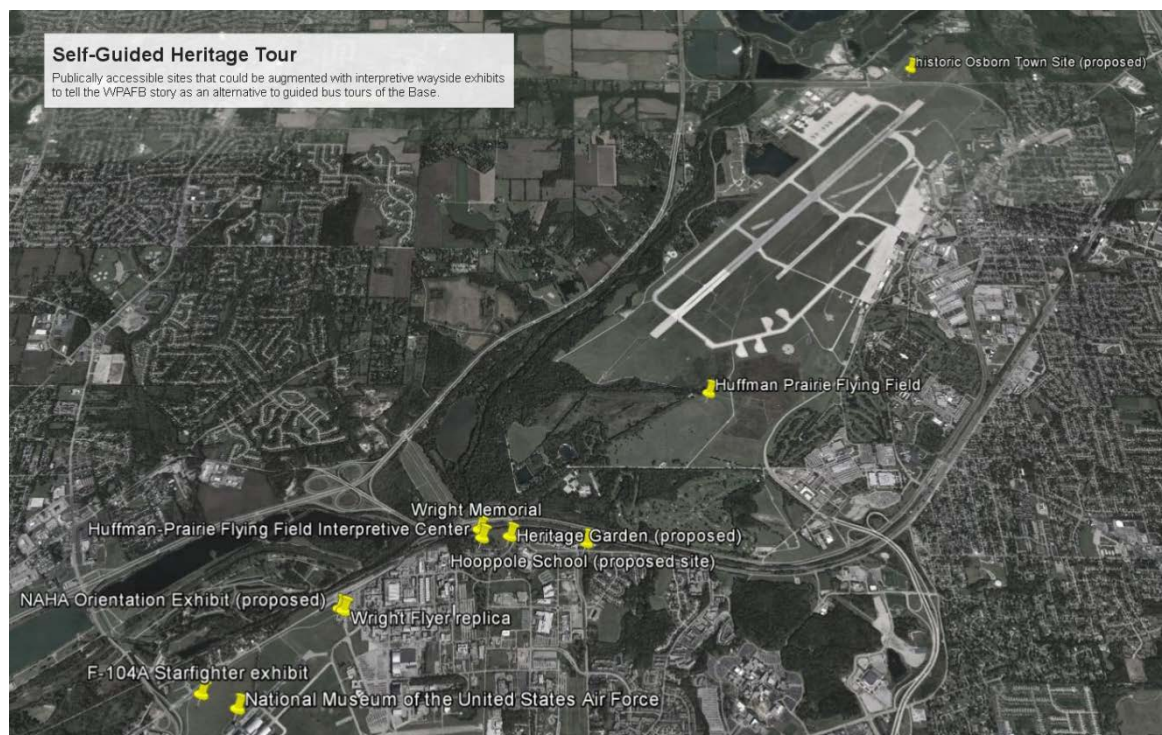 Self-Guided Heritage Tour
Publically accessible sites that could be augmented with interpretive wayside exhibits
to tell the WPAFB story as an alternative to guided bus tours of the Base.
historic Osborn Town Site (proposed)
Huffman Prairie Flying Field
Wright Memorial
Huffman-Prairie Flying Field Interpretive Center
Heritage Garden (proposed)
Hooppole School (proposed site)
NAHA Orientation Exhibit (proposed)
Wright Flyer replica
F-104A Starfighter exhibit
National Museum of the United States Air Force